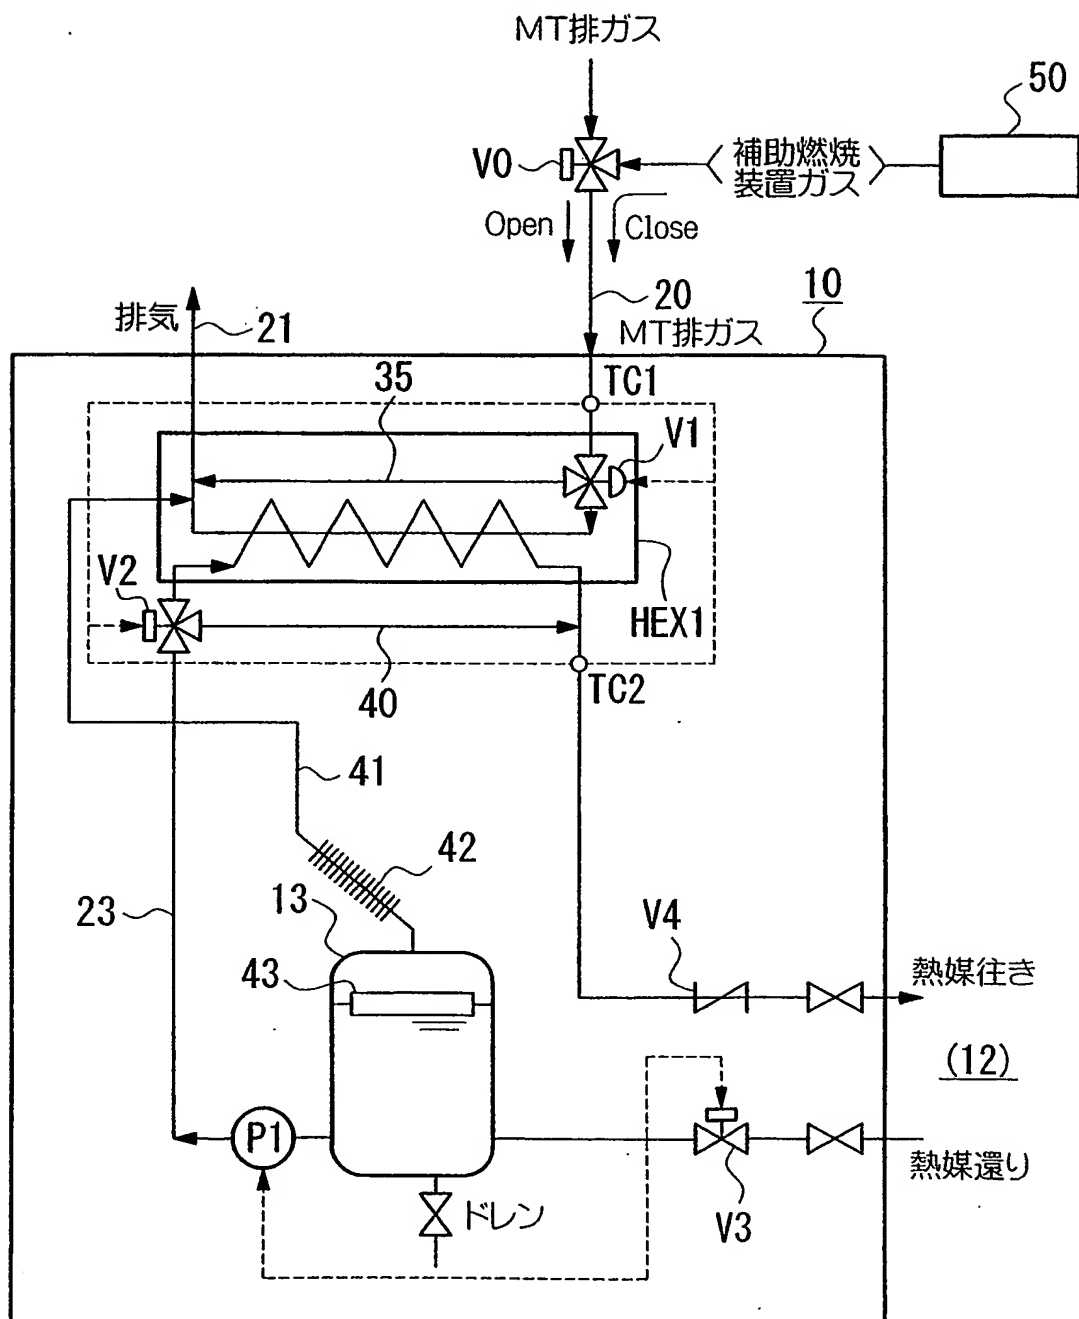 MT排ガス
50
V0
補助燃焼
装置ガス
Open
Close
20
10
排気
21
MT排ガス
35
TC1
V1
V2
HEX1
40
TC2
41
42
13
23
V4
43
熱媒往き
(12)
P1
熱媒還り
ドレン
V3